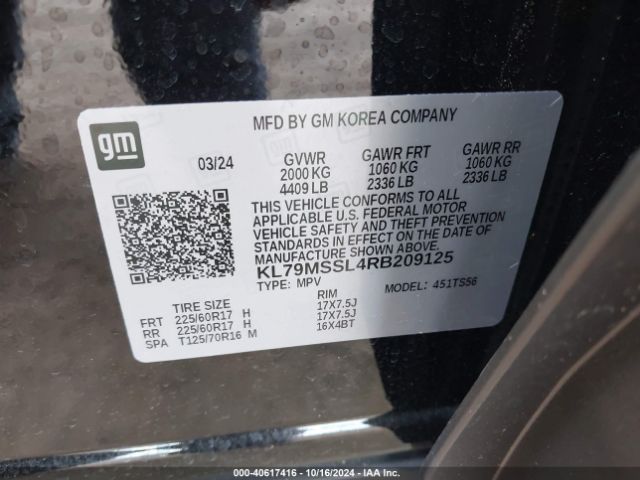 MFD BY GM KOREA COMPANY
gm
03/24 GVWR GAWR FRT GAWR RR
2000 KG 1060 KG 1060 KG
4409 LB 2336 LB 2336 LB
THIS VEHICLE CONFORMS TO ALL
APPLICABLE U.S. FEDERAL MOTOR
VEHICLE SAFETY AND THEFT PREVENTION
STANDARDS IN EFFECT ON THE DATE OF
MANUFACTURE SHOWN ABOVE.
KL79MSSL4RB209125
TYPE: MPV MODEL: 451TS56
TIRE SIZE RIM
FRT 225/60R17 H 17X7.5J
RR 225/60R17 H 17X7.5J
SPA T125/70R16 M 16X4BT
000-40617416 - 10/16/2024 - IAA Inc.